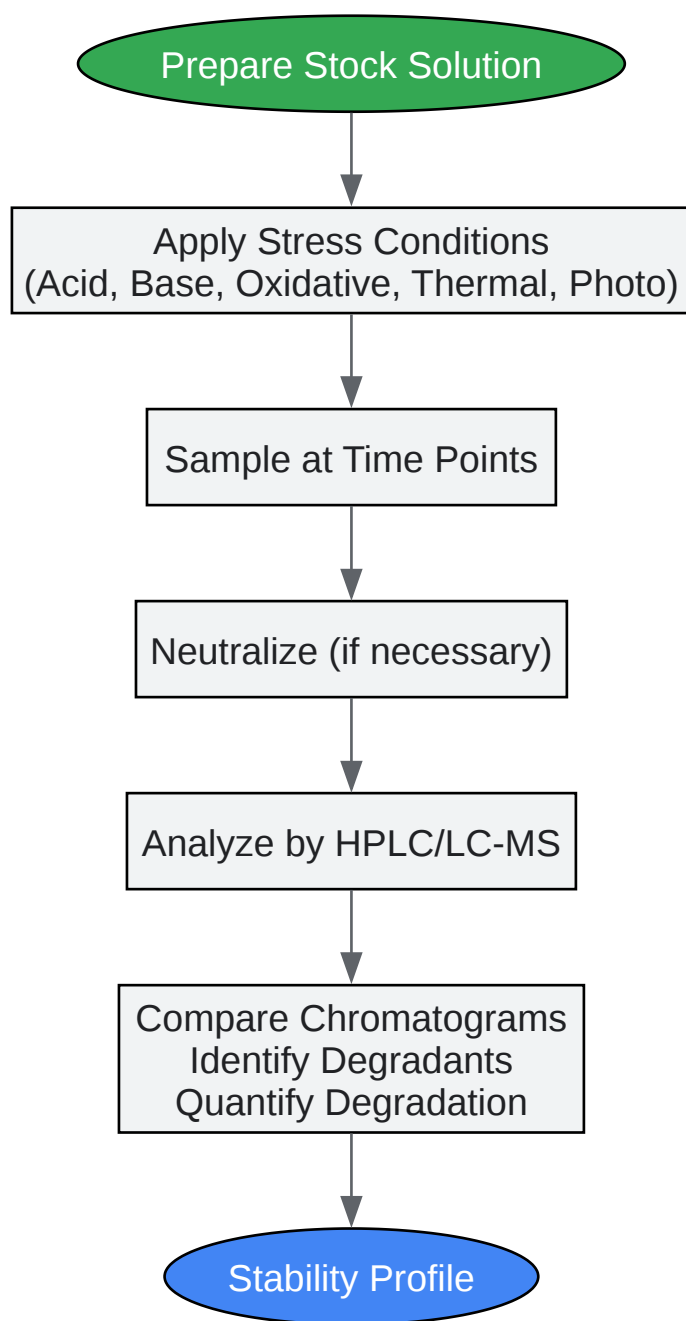 Prepare Stock Solution
Apply Stress Conditions
(Acid, Base, Oxidative, Thermal, Photo)
Sample at Time Points
Neutralize (if necessary)
Analyze by HPLC/LC-MS
Compare Chromatograms
Identify Degradants
Quantify Degradation
Stability Profile